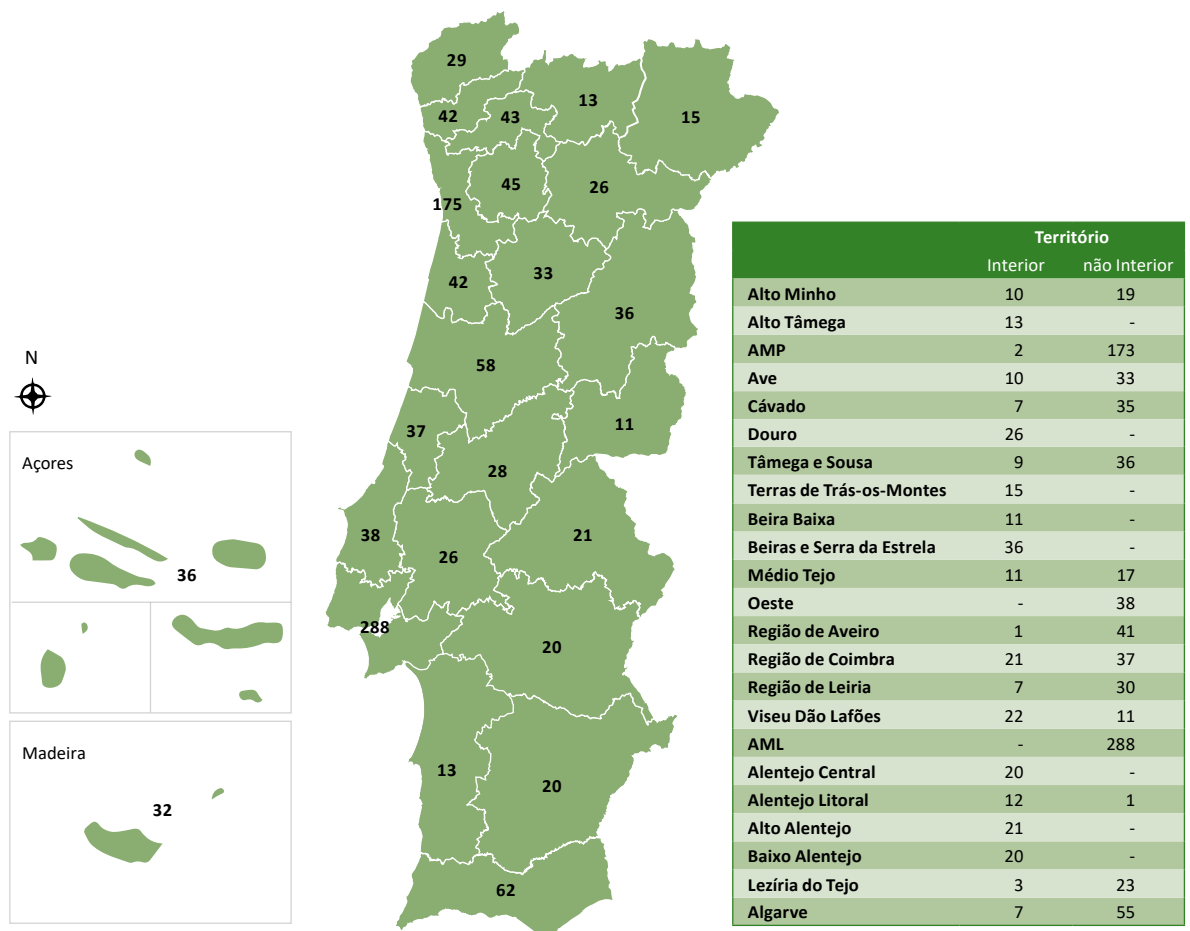 29
13
42
43
15
45
26
175
33
42
36
58
N
11
37
Açores
28
21
38
26
36
288
20
Madeira
13
20
32
62
Território
Interior não Interior
Alto Minho 10 19
Alto Tâmega 13 -
AMP 2 173
Ave 10 33
Cávado 7 35
Douro 26 -
Tâmega e Sousa 9 36
Terras de Trás-os-Montes 15 -
Beira Baixa 11 -
Beiras e Serra da Estrela 36 -
Médio Tejo 11 17
Oeste - 38
Região de Aveiro 1 41
Região de Coimbra 21 37
Região de Leiria 7 30
Viseu Dão Lafões 22 11
AML - 288
Alentejo Central 20 -
Alentejo Litoral 12 1
Alto Alentejo 21 -
Baixo Alentejo 20 -
Lezíria do Tejo 3 23
Algarve 7 55